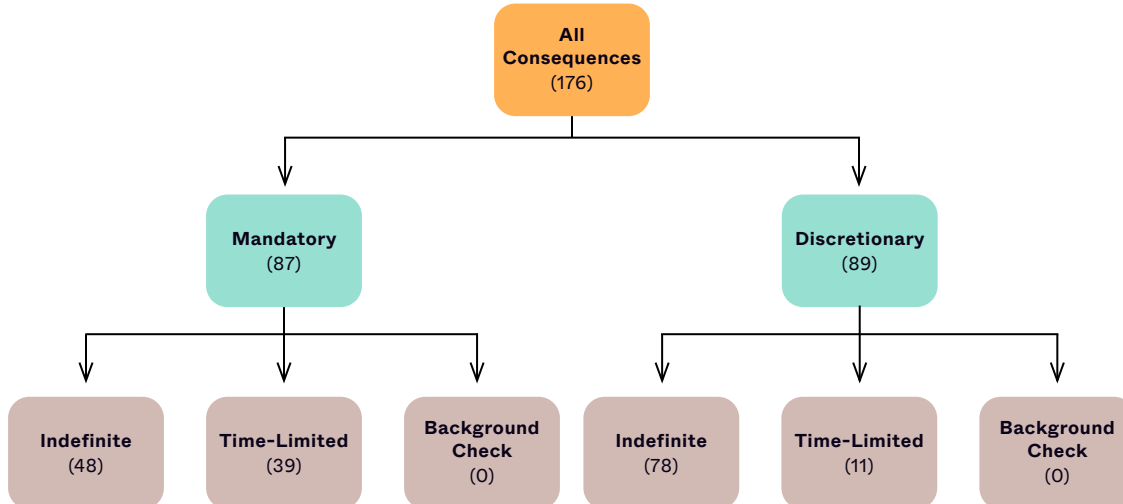 All
Consequences
(176)
Mandatory
(87)
Discretionary
(89)
Indefinite
(48)
Time-Limited
(39)
Background
Check
(0)
Indefinite
(78)
Time-Limited
(11)
Background
Check
(0)